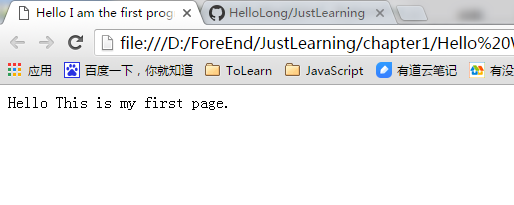 Hello I am the first prog
HelloLong/JustLearning
file:///D:/ForeEnd/JustLearning/chapter1/Hello%20
应用 百度一下，你就知道 ToLearn JavaScript 有道云笔记 有没
Hello This is my first page.